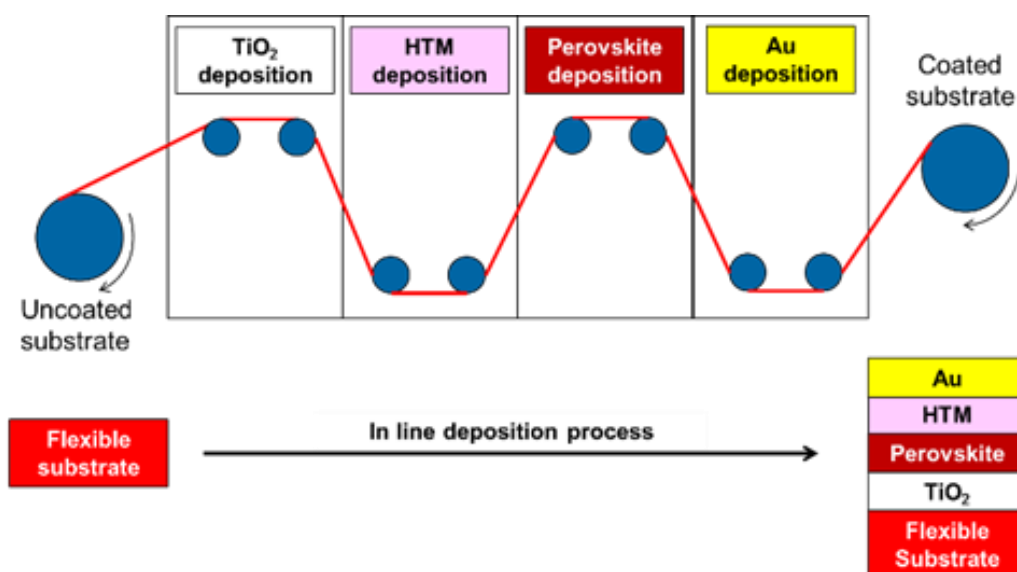 TiO₂
deposition
HTM
deposition
Perovskite
deposition
Au
deposition
Coated
substrate
Uncoated
substrate
Flexible
substrate
In line deposition process
Au
HTM
Perovskite
TiO₂
Flexible
Substrate